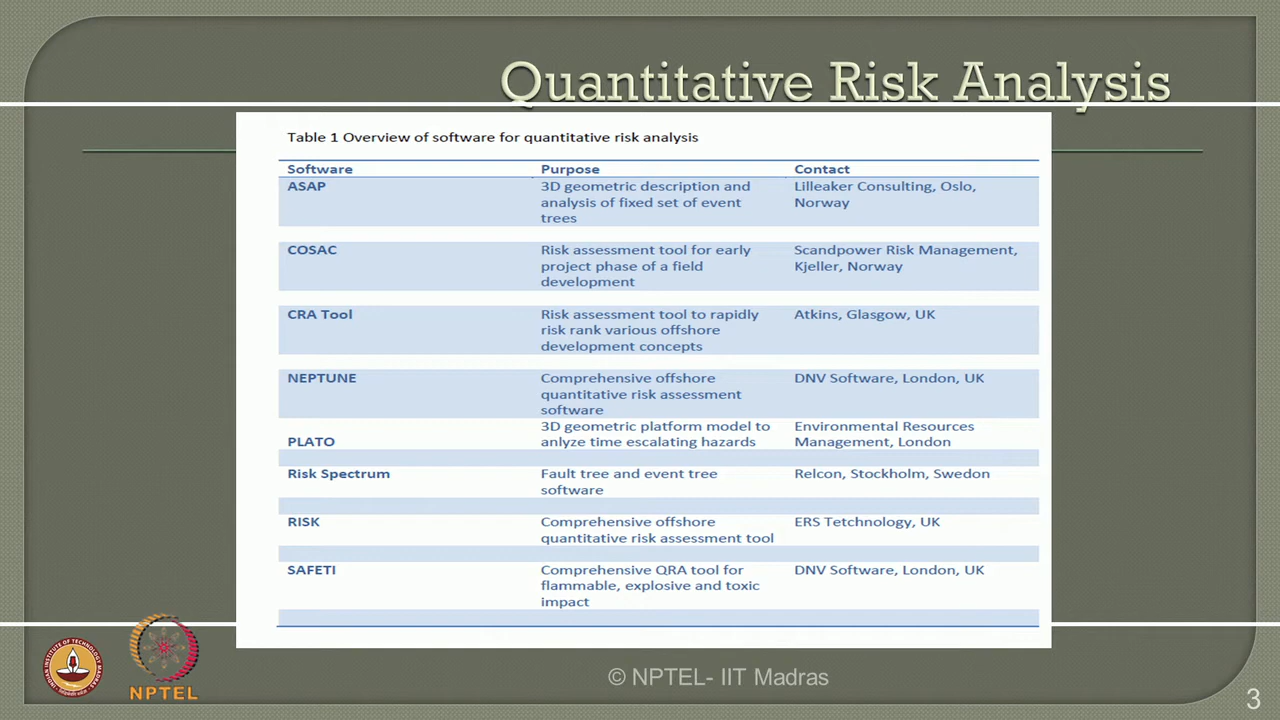 Quantitative Risk Analysis
Table 1 Overview of software for quantitative risk analysis
Software Purpose Contact
ASAP 3D geometric description and Lilleaker Consulting, Oslo,
analysis of fixed set of event Norway
trees
COSAC Risk assessment tool for early Scandpower Risk Management,
project phase of a field Kjeller, Norway
development
CRA Tool Risk assessment tool to rapidly Atkins, Glasgow, UK
risk rank various offshore
development concepts
NEPTUNE Comprehensive offshore DNV Software, London, UK
quantitative risk assessment
software
3D geometric platform model to Environmental Resources
PLATO anlyze time escalating hazards Management, London
Risk Spectrum Fault tree and event tree Relcon, Stockholm, Swedon
software
RISK Comprehensive offshore ERS Tetchnology, UK
quantitative risk assessment tool
SAFETI Comprehensive QRA tool for DNV Software, London, UK
flammable, explosive and toxic
impact
INDIAN INSTITUTE OF TECHNOLOGY MADRAS
NPTEL
© NPTEL- IIT Madras
3